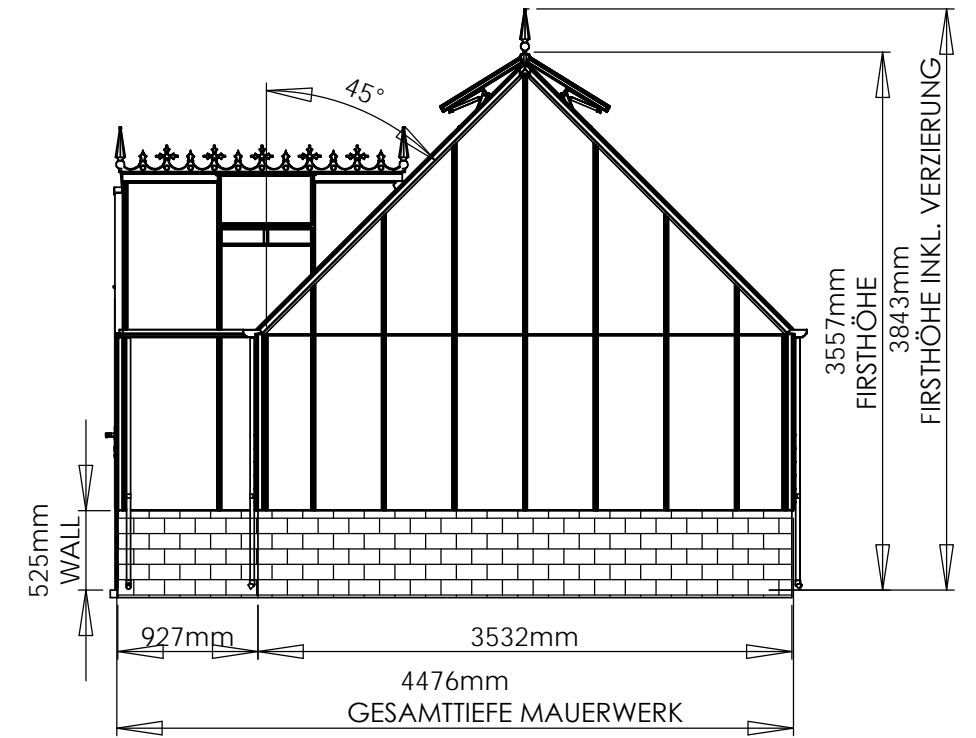 45°
3557mm
FIRSTHÖHE
3843mm
FIRSTHÖHE INKL. VERZIERUNG
525mm
WALL
927mm
3532mm
4476mm
GESAMTTIEFE MAUERWERK